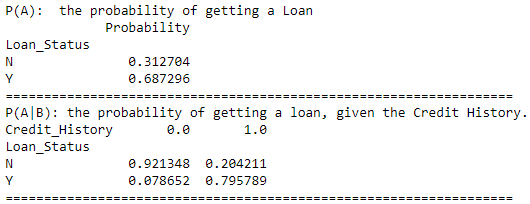 P(A):  the probability of getting a Loan
             Probability
Loan_Status
N               0.312704
Y               0.687296
==================================================================
P(A|B): the probability of getting a loan, given the Credit History.
Credit_History       0.0       1.0
Loan_Status
N               0.921348  0.204211
Y               0.078652  0.795789
==================================================================